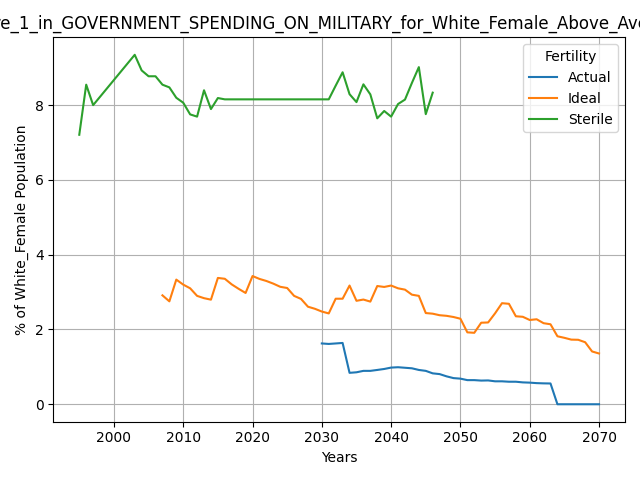 _1_in_GOVERNMENT_SPENDING_ON_MILITARY_for_White_Female_Above_
Fertility
Actual
Ideal
Sterile
% of White_Female Population
8
6
4
2
0
2000 2010 2020 2030 2040 2050 2060 2070
Years